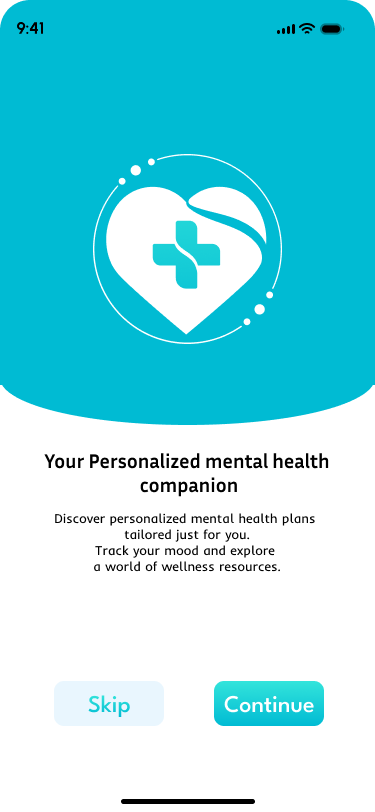 9:41
Your Personalized mental health
companion
Discover personalized mental health plans
tailored just for you.
Track your mood and explore
a world of wellness resources.
Skip
Continue